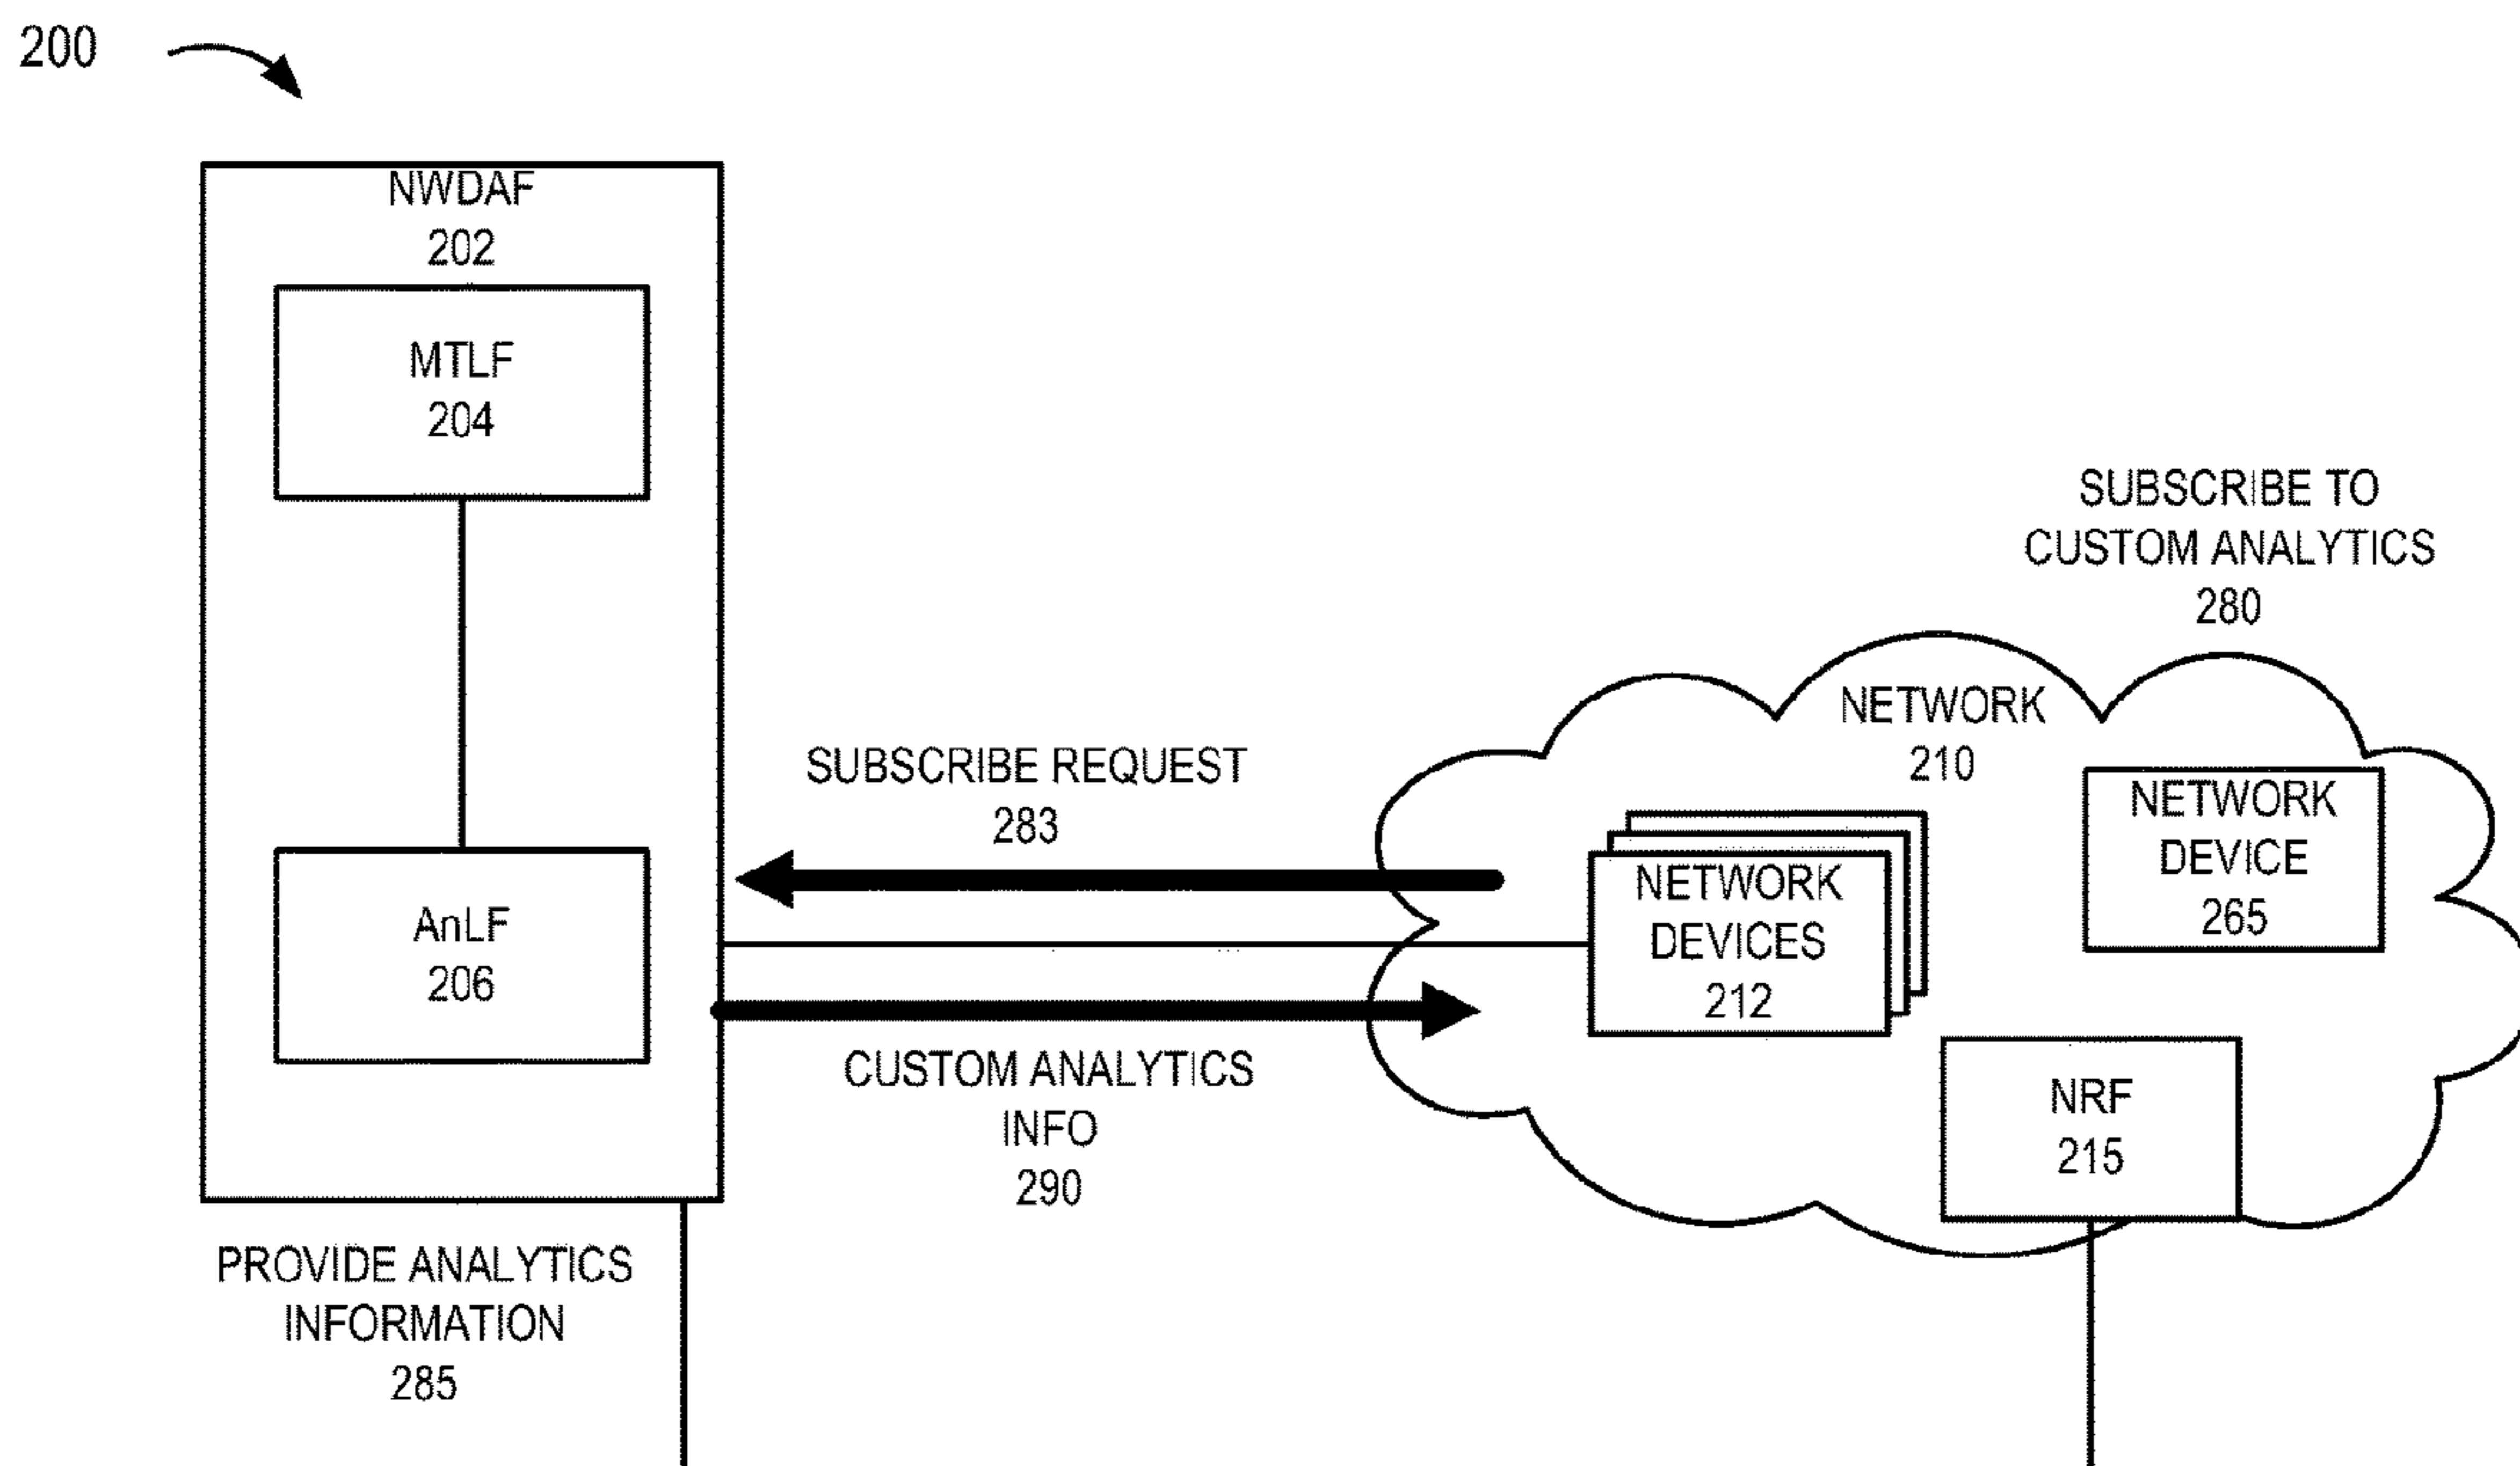 200
NWDAF
202
MTLF
204
AnLF
206
PROVIDE ANALYTICS
INFORMATION
285
SUBSCRIBE REQUEST
283
CUSTOM ANALYTICS
INFO
290
SUBSCRIBE TO
CUSTOM ANALYTICS
280
NETWORK
210
NETWORK
DEVICES
212
NETWORK
DEVICE
265
NRF
215